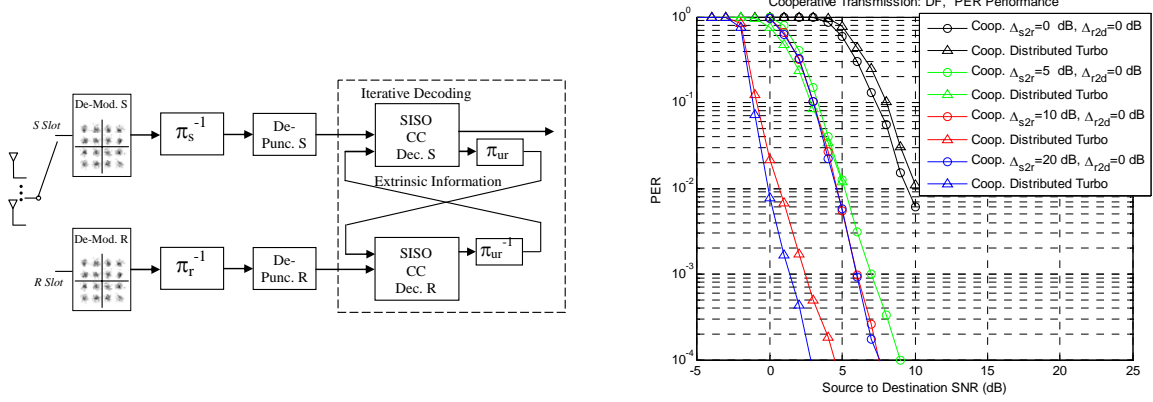 De-Mod. S
S Slot
πs-1
De-
Punc. S
Iterative Decoding
SISO
CC
Dec. S
πur
Extrinsic Information
De-Mod. R
R Slot
πr-1
De-
Punc. R
SISO
CC
Dec. R
πur-1
Cooperative Transmission: DF, PER Performance
Coop. Δs2r=0 dB, Δr2d=0 dB
Coop. Distributed Turbo
Coop. Δs2r=5 dB, Δr2d=0 dB
Coop. Distributed Turbo
Coop. Δs2r=10 dB, Δr2d=0 dB
Coop. Distributed Turbo
Coop. Δs2r=20 dB, Δr2d=0 dB
Coop. Distributed Turbo
PER
10^0
10^-1
10^-2
10^-3
10^-4
-5 0 5 10 15 20 25
Source to Destination SNR (dB)